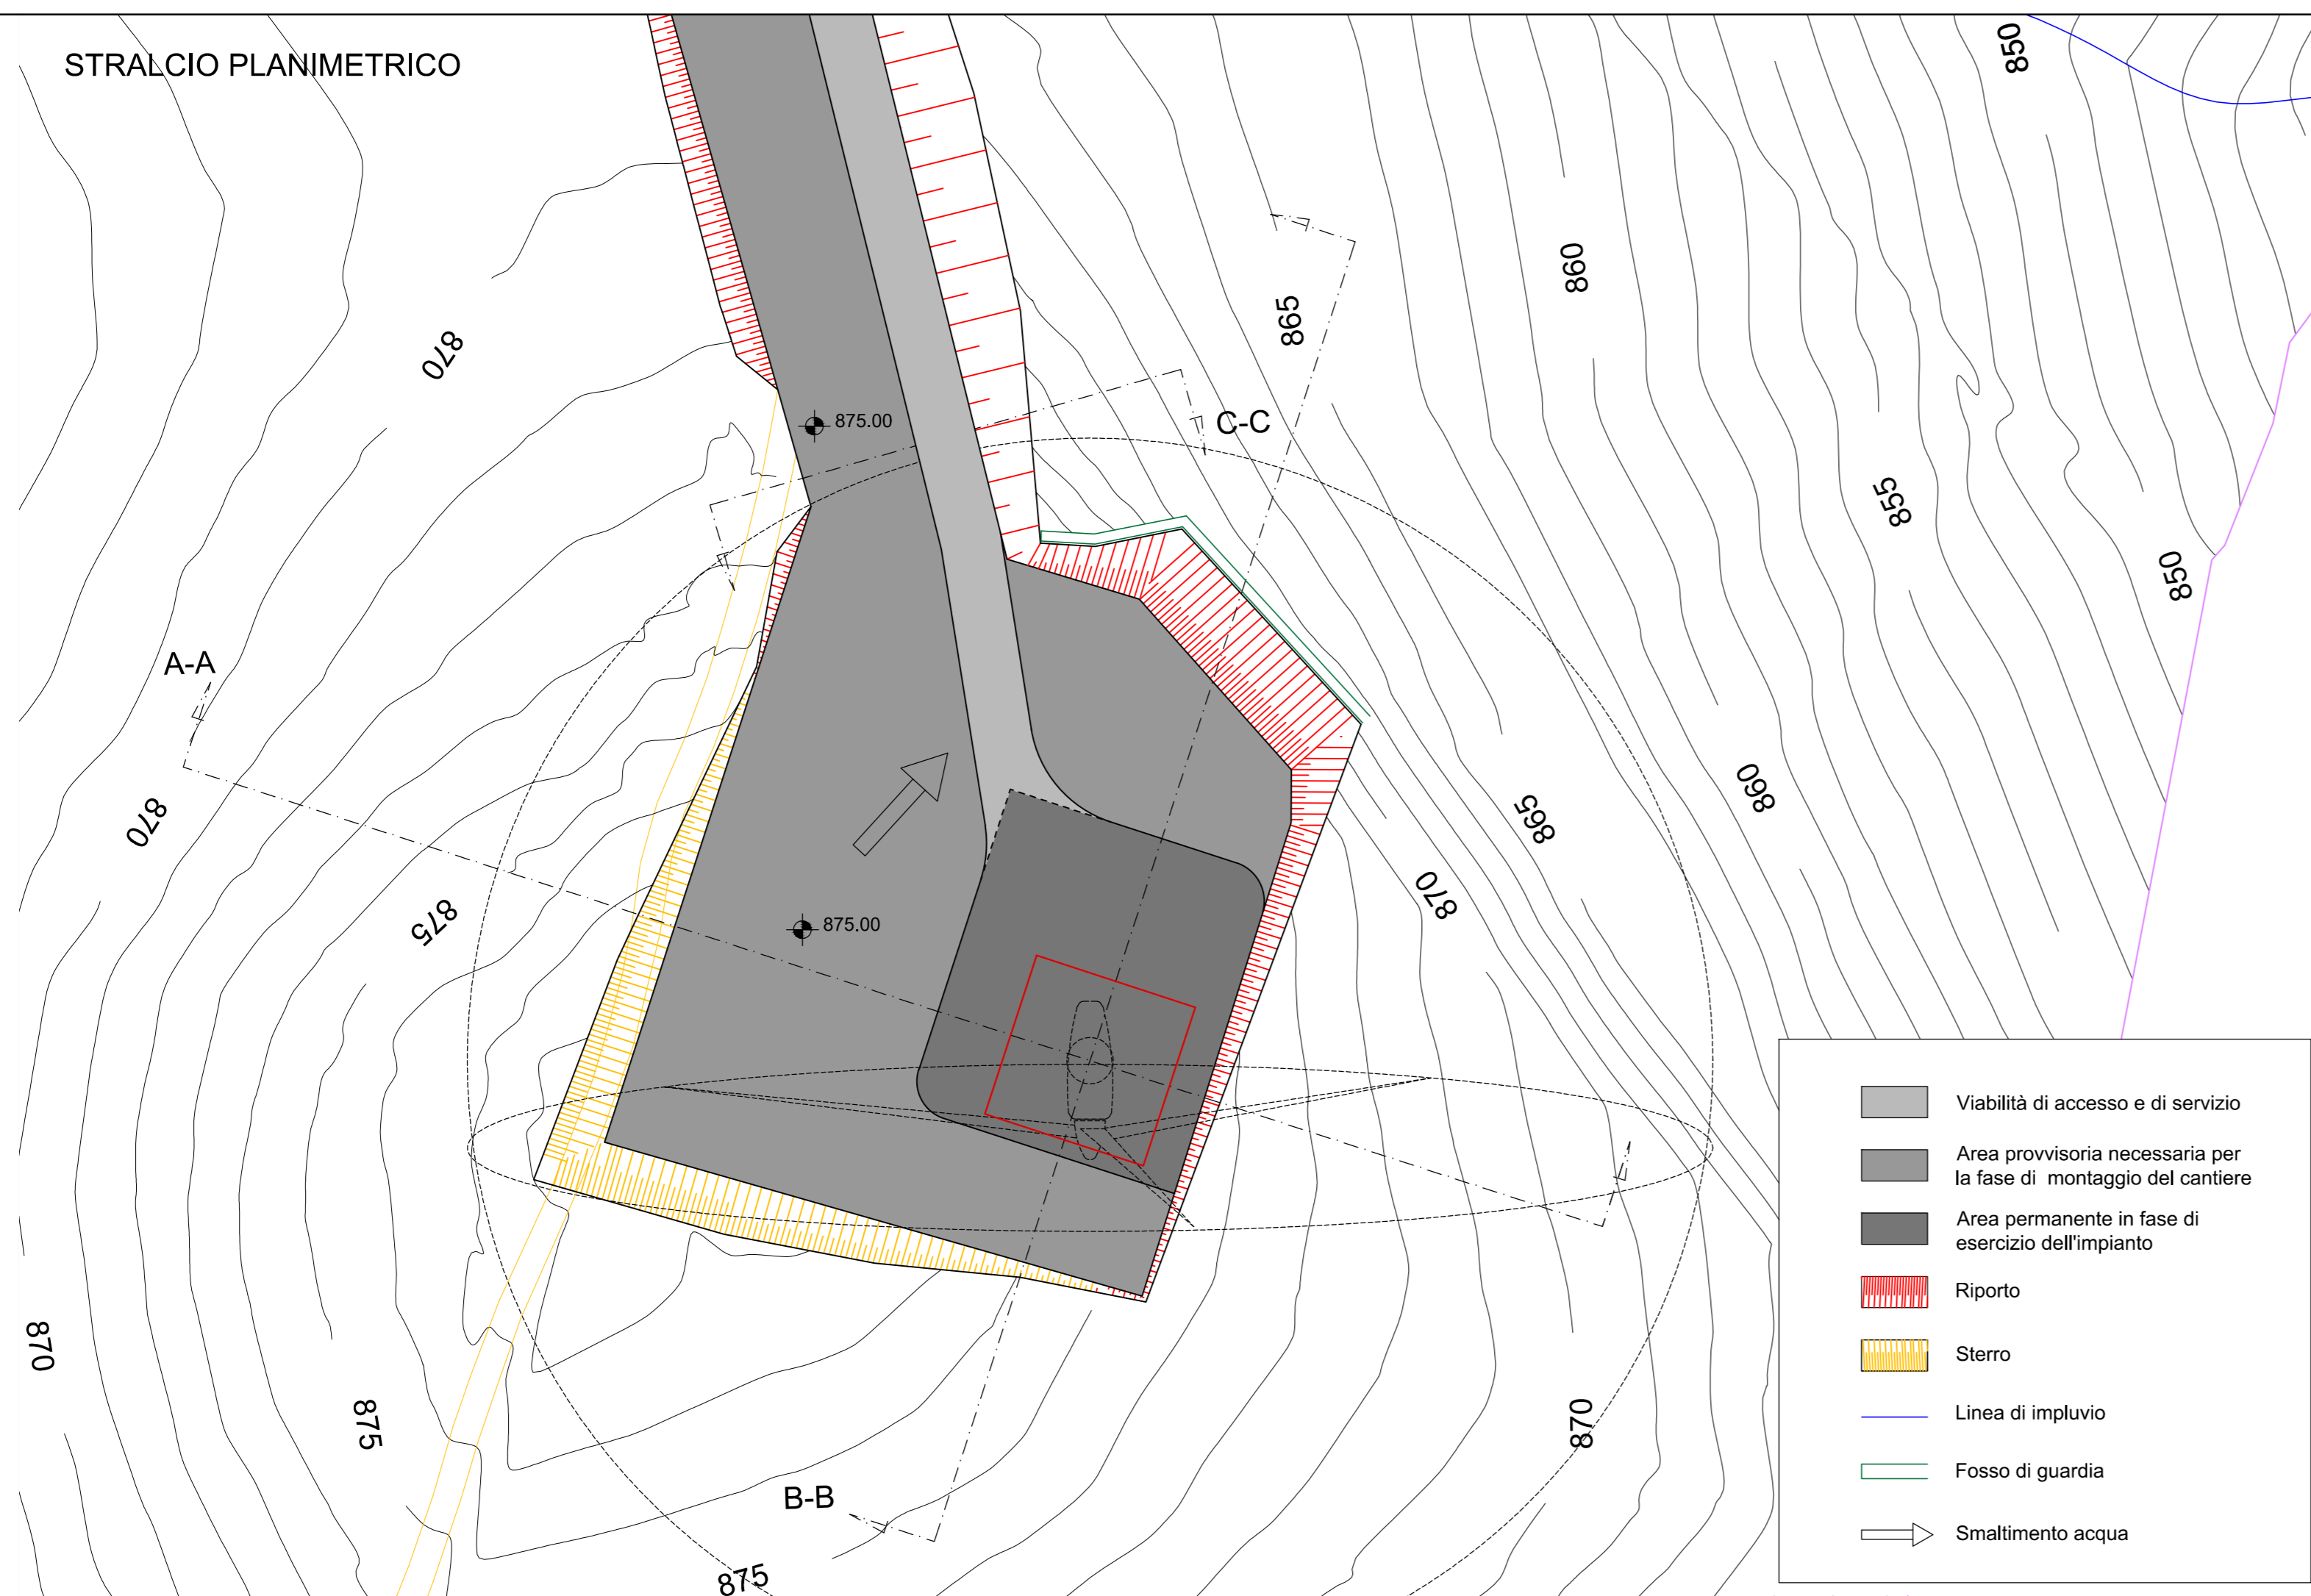 STRALCIO PLANIMETRICO
850
870
865
860
875.00
C-C
855
850
A-A
870
875
875.00
865
860
870
870
875
870
B-B
875
Viabilità di accesso e di servizio
Area provvisoria necessaria per
la fase di montaggio del cantiere
Area permanente in fase di
esercizio dell'impianto
Riporto
Sterro
Linea di impluvio
Fosso di guardia
Smaltimento acqua